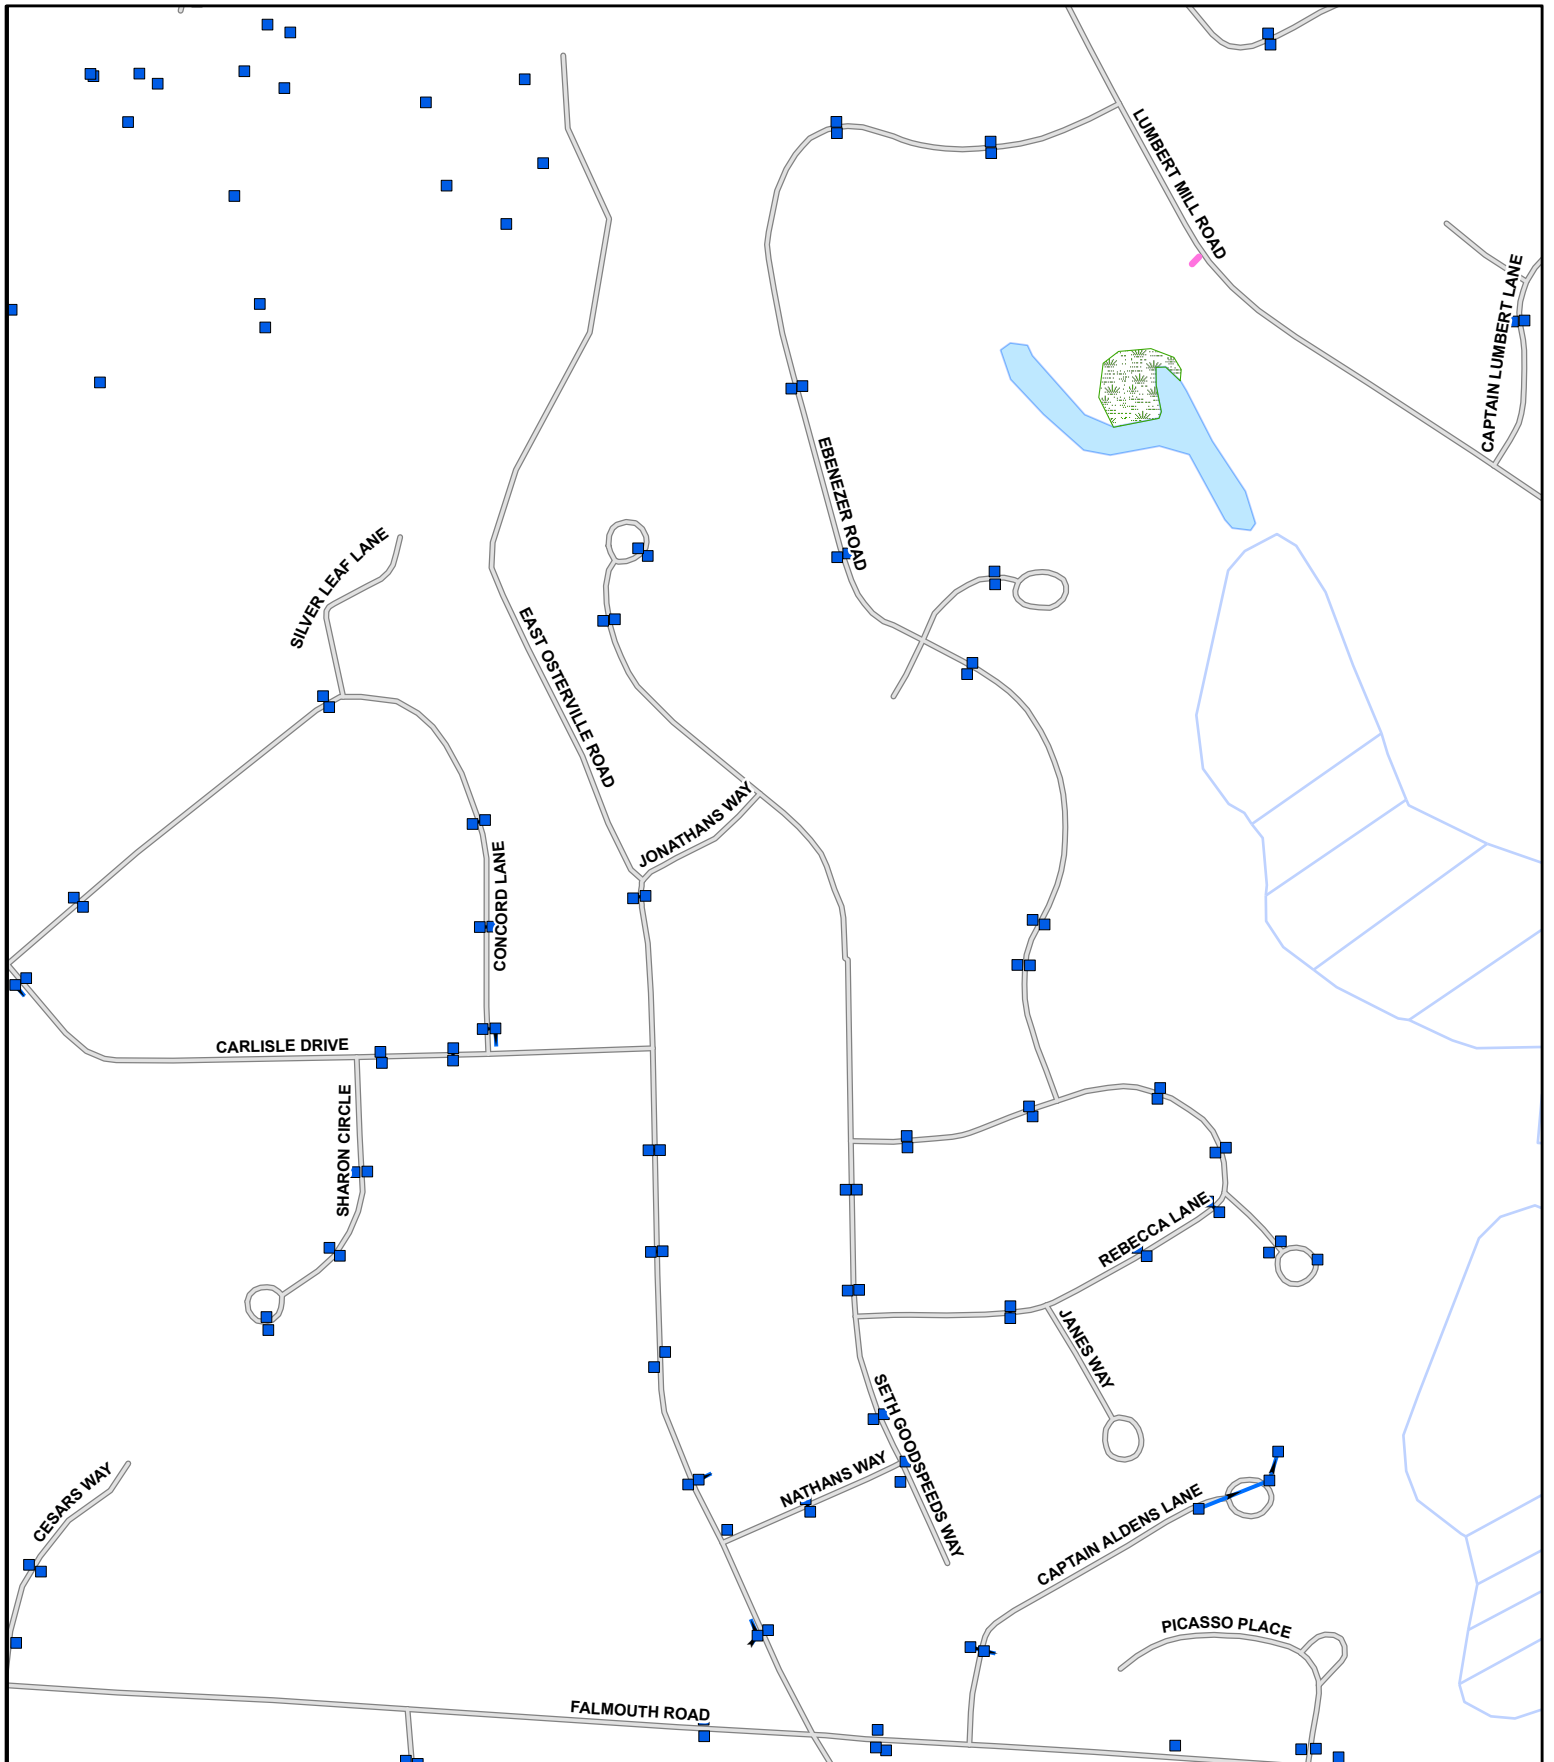 LUMBERT MILL ROAD
CAPTAIN LUMBERT LANE
EBENEZER ROAD
SILVER LEAF LANE
EAST OSTERVILLE ROAD
JONATHANS WAY
CONCORD LANE
CARLISLE DRIVE
SHARON CIRCLE
REBECCA LANE
JANES WAY
SETH GOODSPEEDS WAY
NATHANS WAY
CESARS WAY
CAPTAIN ALDENS LANE
PICASSO PLACE
FALMOUTH ROAD